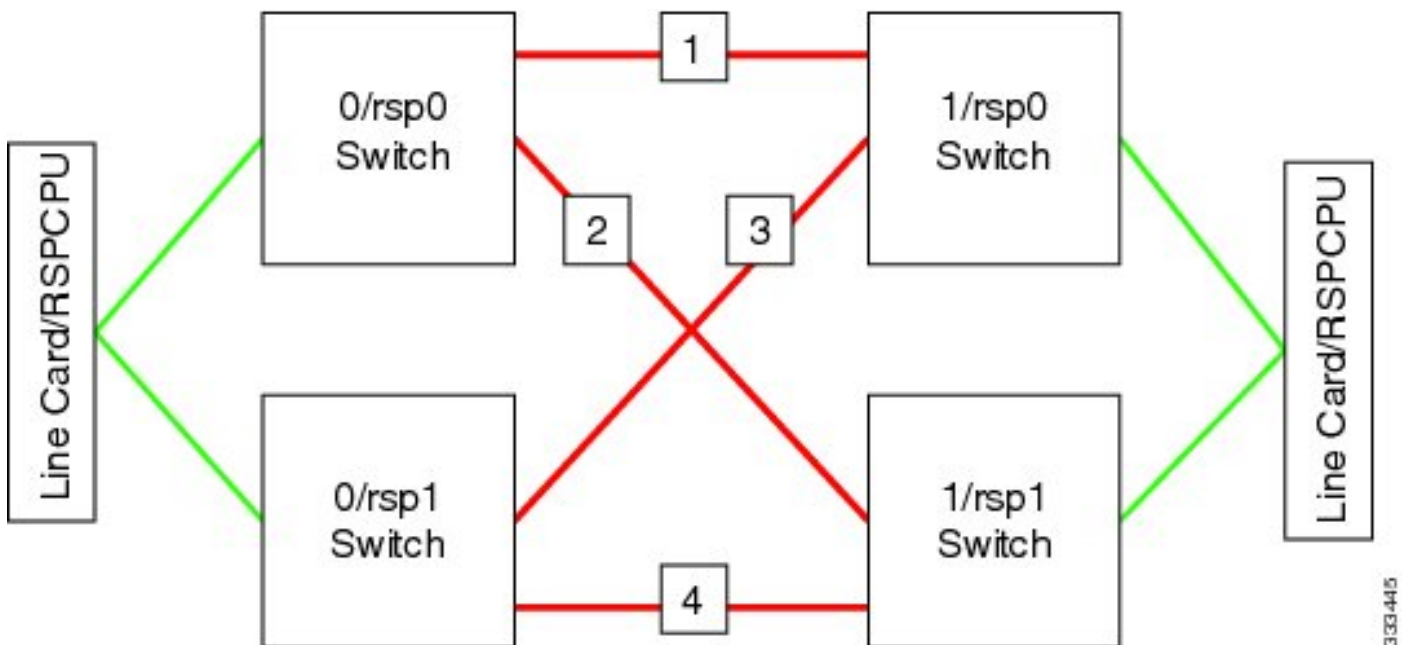 1
0/rsp0
Switch
1/rsp0
Switch
Line Card/RSPCPU
2
3
Line Card/RSPCPU
0/rsp1
Switch
1/rsp1
Switch
4
333445